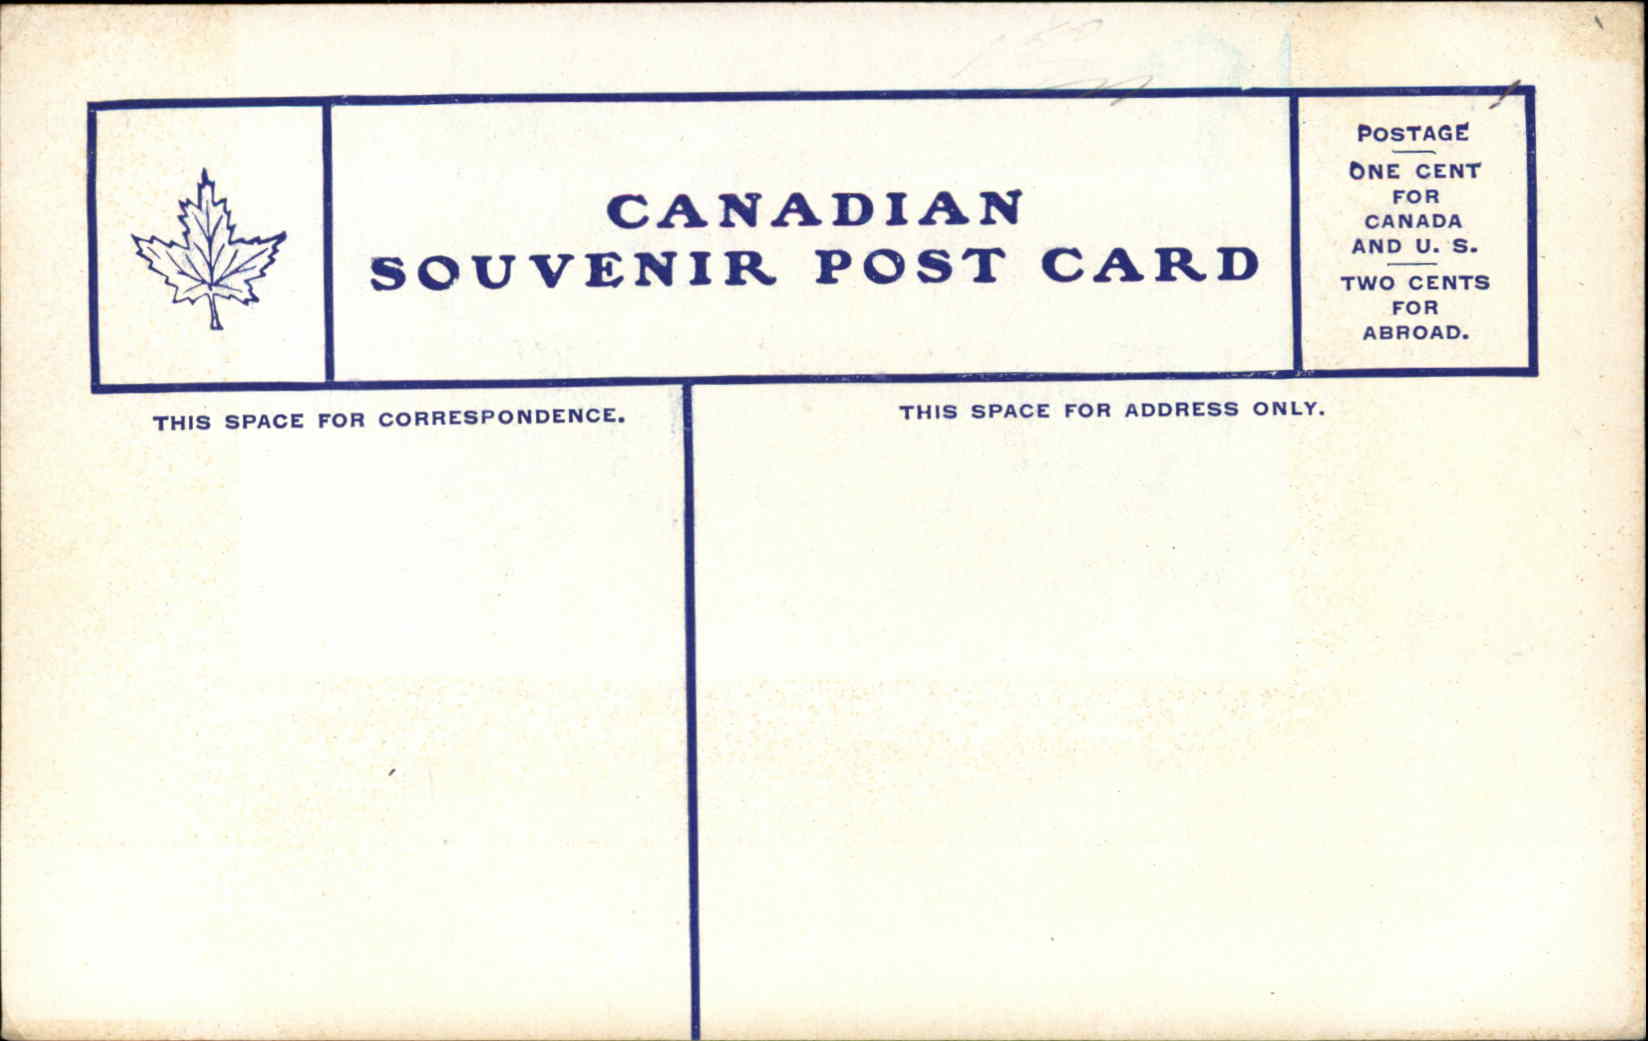 CANADIAN
SOUVENIR POST CARD
POSTAGE
ONE CENT
FOR
CANADA
AND U. S.
TWO CENTS
FOR
ABROAD.
THIS SPACE FOR CORRESPONDENCE.
THIS SPACE FOR ADDRESS ONLY.